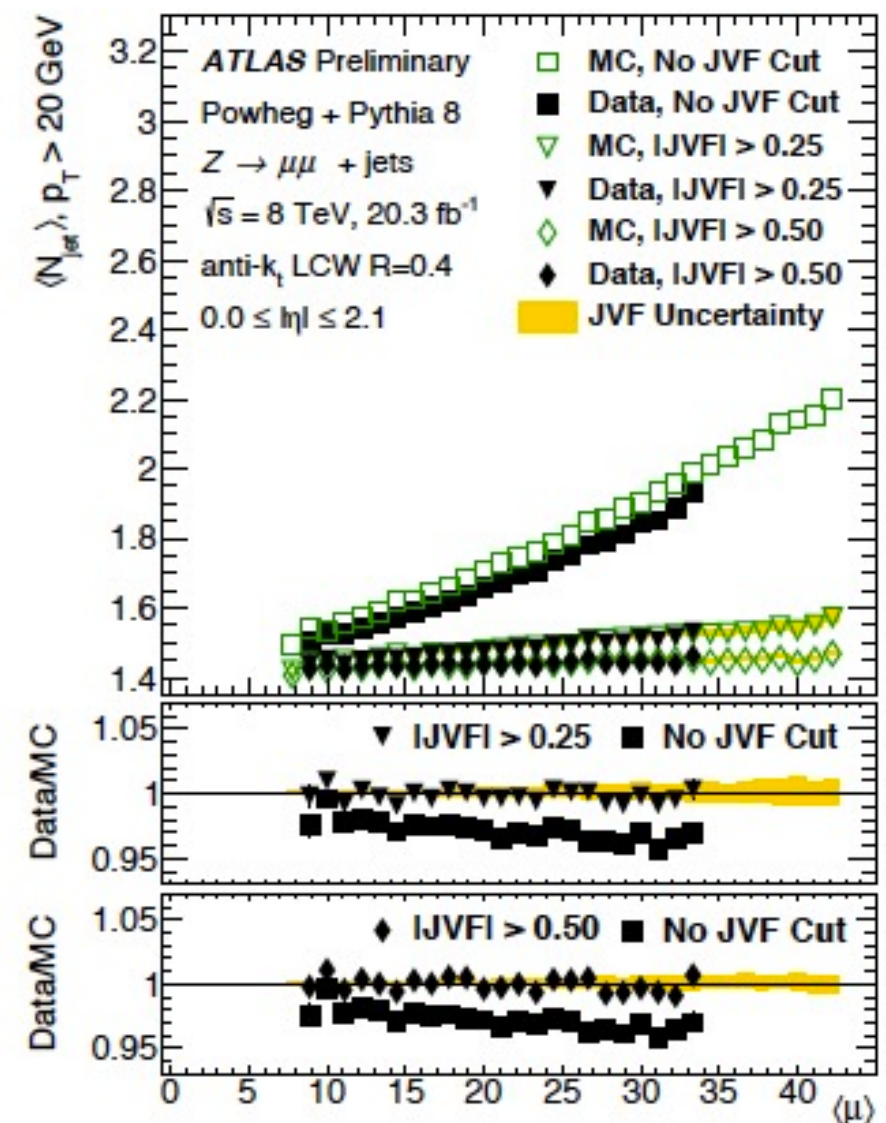 ⟨N_jet⟩, p_T > 20 GeV
3.2
3
2.8
2.6
2.4
2.2
2
1.8
1.6
1.4
ATLAS Preliminary
Powheg + Pythia 8
Z → μμ + jets
√s = 8 TeV, 20.3 fb⁻¹
anti-k_t LCW R=0.4
0.0 ≤ |η| ≤ 2.1
MC, No JVF Cut
Data, No JVF Cut
MC, |JVF| > 0.25
Data, |JVF| > 0.25
MC, |JVF| > 0.50
Data, |JVF| > 0.50
JVF Uncertainty
Data/MC
1.05
1
0.95
|JVF| > 0.25 No JVF Cut
Data/MC
1.05
1
0.95
|JVF| > 0.50 No JVF Cut
0 5 10 15 20 25 30 35 40
⟨μ⟩